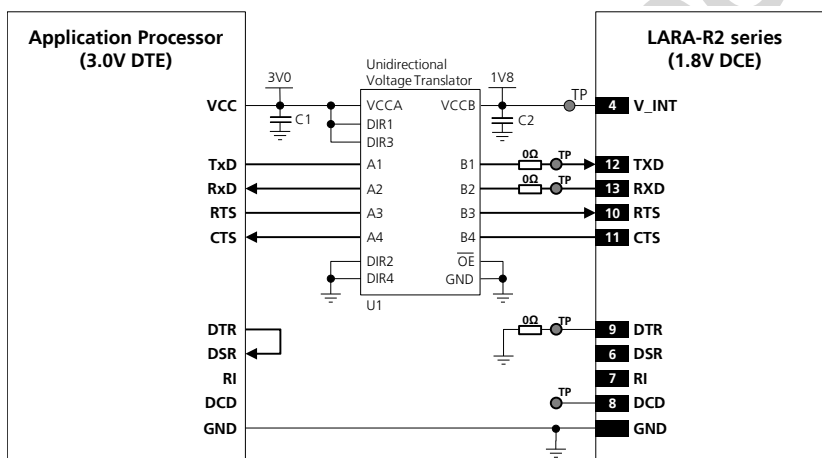 Application Processor
(3.0V DTE)
LARA-R2 series
(1.8V DCE)
Unidirectional
Voltage Translator
3V0
1V8
TP
VCC
VCCA
VCCB
4
V_INT
C1
DIR1
C2
DIR3
0Ω
TP
TxD
A1
B1
12
TXD
0Ω
TP
RxD
A2
B2
13
RXD
RTS
A3
B3
10
RTS
CTS
A4
B4
11
CTS
DIR2
OE
DIR4
GND
U1
0Ω
TP
DTR
9
DTR
DSR
6
DSR
RI
7
RI
TP
DCD
8
DCD
GND
GND